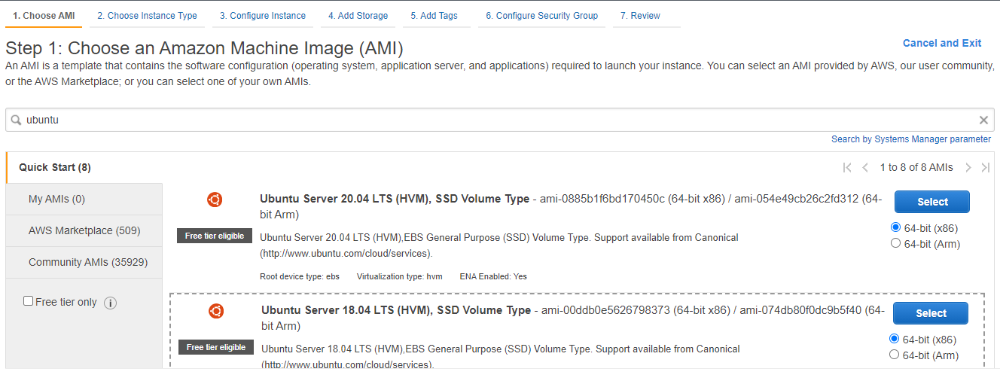 1. Choose AMI 2. Choose Instance Type 3. Configure Instance 4. Add Storage 5. Add Tags 6. Configure Security Group 7. Review
Step 1: Choose an Amazon Machine Image (AMI)
Cancel and Exit
An AMI is a template that contains the software configuration (operating system, application server, and applications) required to launch your instance. You can select an AMI provided by AWS, our user community,
or the AWS Marketplace; or you can select one of your own AMIs.
ubuntu
Search by Systems Manager parameter
Quick Start (8)
1 to 8 of 8 AMIs
My AMIs (0)
AWS Marketplace (509)
Community AMIs (35929)
Free tier only
Ubuntu Server 20.04 LTS (HVM), SSD Volume Type - ami-0885b1f6bd170450c (64-bit x86) / ami-054e49cb26c2fd312 (64-
bit Arm)
Free tier eligible
Ubuntu Server 20.04 LTS (HVM),EBS General Purpose (SSD) Volume Type. Support available from Canonical
(http://www.ubuntu.com/cloud/services).
Root device type: ebs Virtualization type: hvm ENA Enabled: Yes
Select
64-bit (x86)
64-bit (Arm)
Ubuntu Server 18.04 LTS (HVM), SSD Volume Type - ami-00ddb0e5626798373 (64-bit x86) / ami-074db80f0dc9b5f40 (64-
bit Arm)
Free tier eligible
Ubuntu Server 18.04 LTS (HVM),EBS General Purpose (SSD) Volume Type. Support available from Canonical
(http://www.ubuntu.com/cloud/services).
Select
64-bit (x86)
64-bit (Arm)